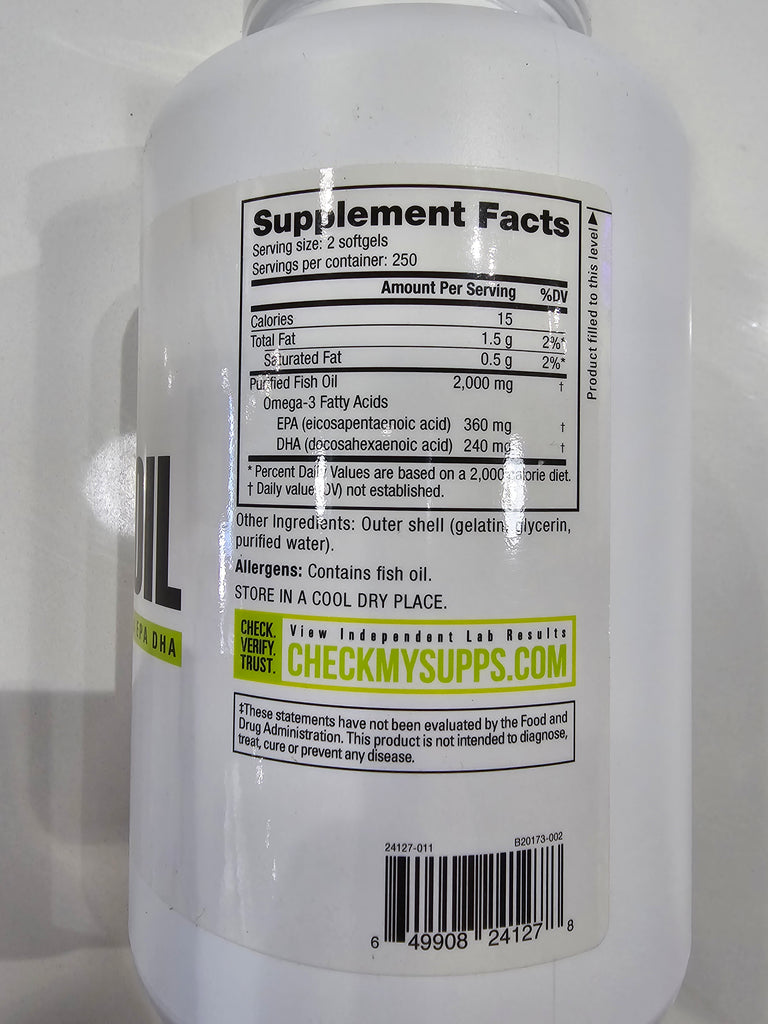 Supplement Facts
Serving size: 2 softgels
Servings per container: 250
Amount Per Serving %DV
Calories 15
Total Fat 1.5 g 2%*
Saturated Fat 0.5 g 2%*
Purified Fish Oil 2,000 mg †
Omega-3 Fatty Acids
EPA (eicosapentaenoic acid) 360 mg †
DHA (docosahexaenoic acid) 240 mg †
* Percent Daily Values are based on a 2,000 calorie diet.
† Daily value (DV) not established.
Product filled to this level
Other Ingredients: Outer shell (gelatin, glycerin,
purified water).
Allergens: Contains fish oil.
STORE IN A COOL DRY PLACE.
CHECK.
VERIFY.
TRUST.
View Independent Lab Results
CHECKMYSUPPS.COM
‡These statements have not been evaluated by the Food and
Drug Administration. This product is not intended to diagnose,
treat, cure or prevent any disease.
OIL
EPA DHA
24127-011 B20173-002
6 49908 24127 8